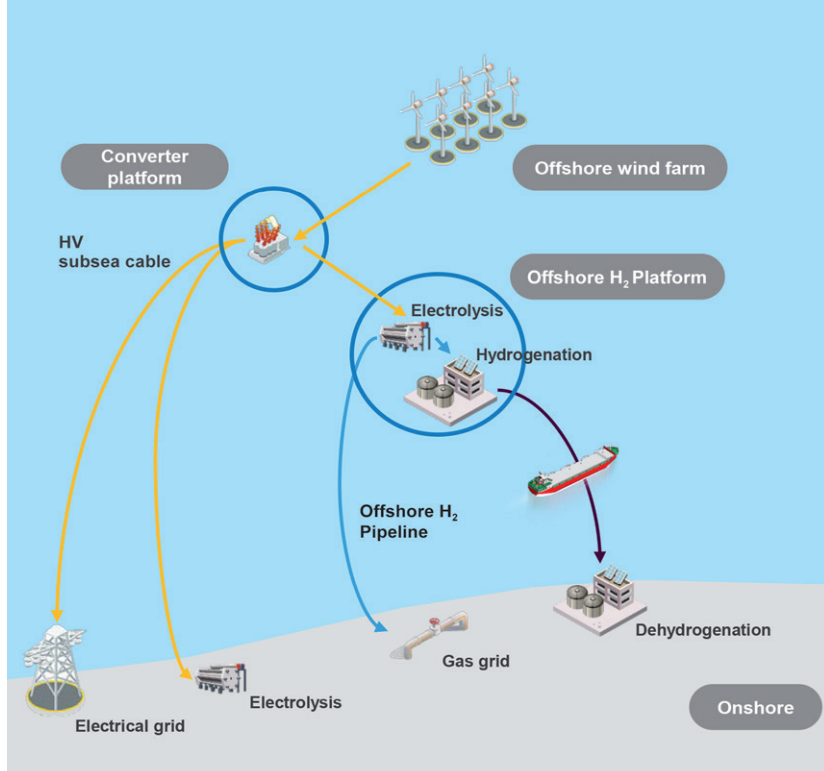 Converter
platform
Offshore wind farm
HV
subsea cable
Offshore H₂ Platform
Electrolysis
Hydrogenation
Offshore H₂
Pipeline
Dehydrogenation
Gas grid
Electrolysis
Onshore
Electrical grid